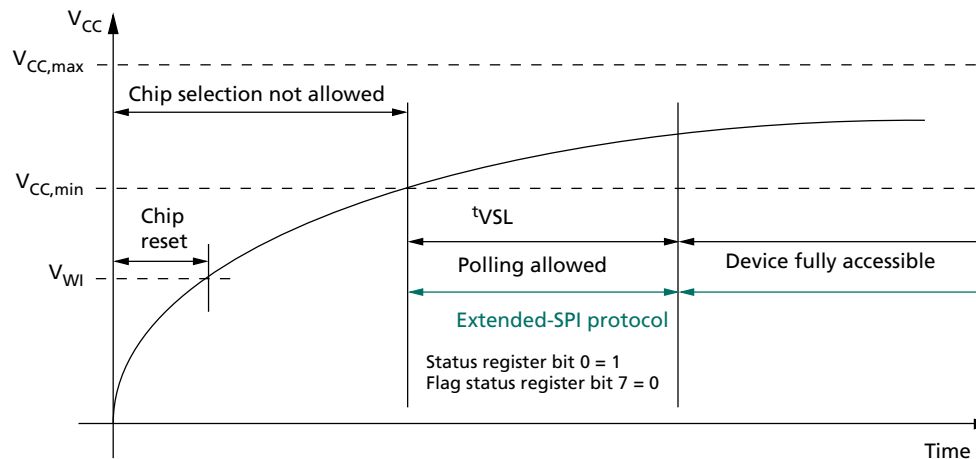 VCC
VCC,max
Chip selection not allowed
VCC,min
tVSL
Chip
reset
VWI
Polling allowed
Device fully accessible
Extended-SPI protocol
Status register bit 0 = 1
Flag status register bit 7 = 0
Time